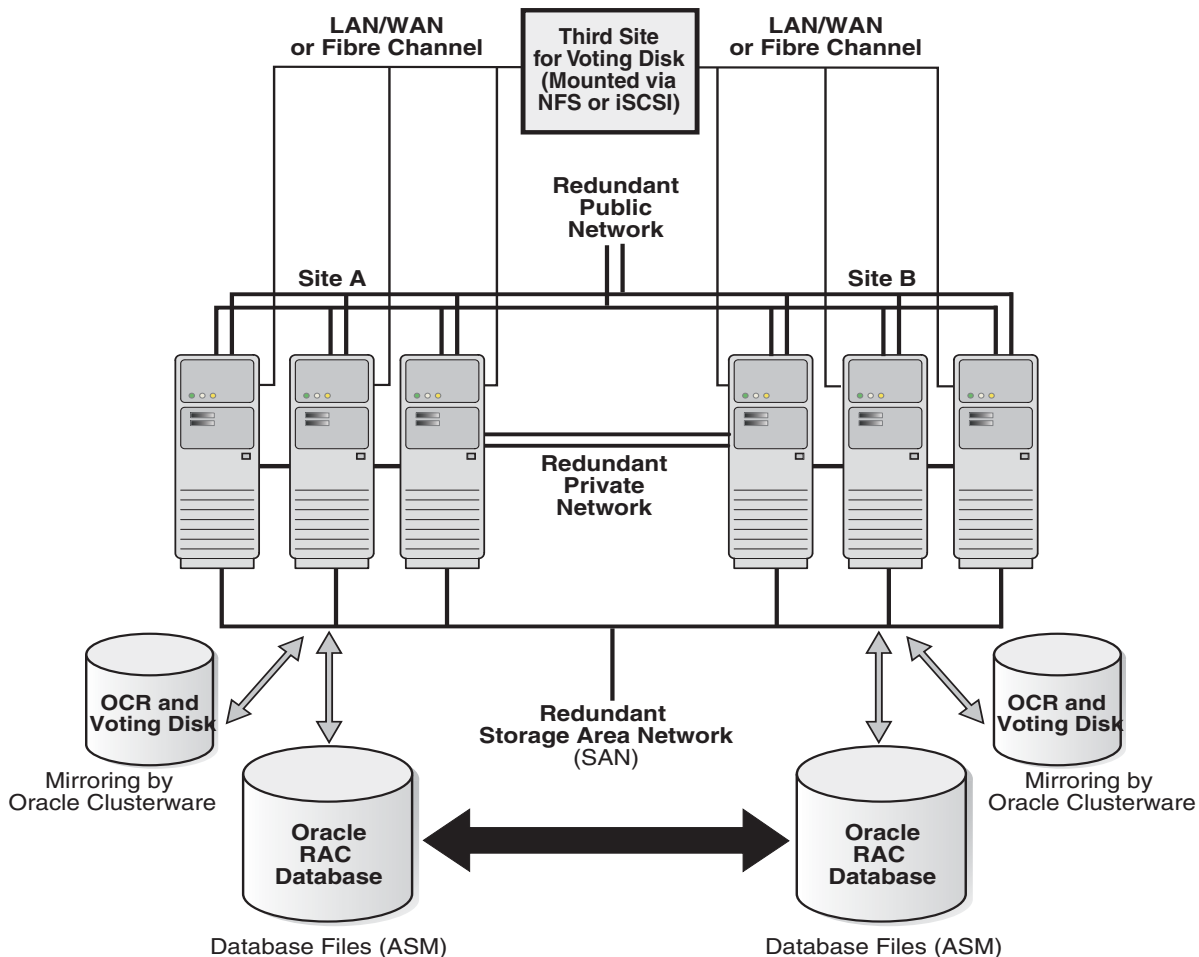 LAN/WAN
or Fibre Channel
Third Site
for Voting Disk
(Mounted via
NFS or iSCSI)
LAN/WAN
or Fibre Channel
Redundant
Public
Network
Site A
Site B
Redundant
Private
Network
OCR and
Voting Disk
Mirroring by
Oracle Clusterware
Redundant
Storage Area Network
(SAN)
OCR and
Voting Disk
Mirroring by
Oracle Clusterware
Oracle
RAC
Database
Oracle
RAC
Database
Database Files (ASM)
Database Files (ASM)